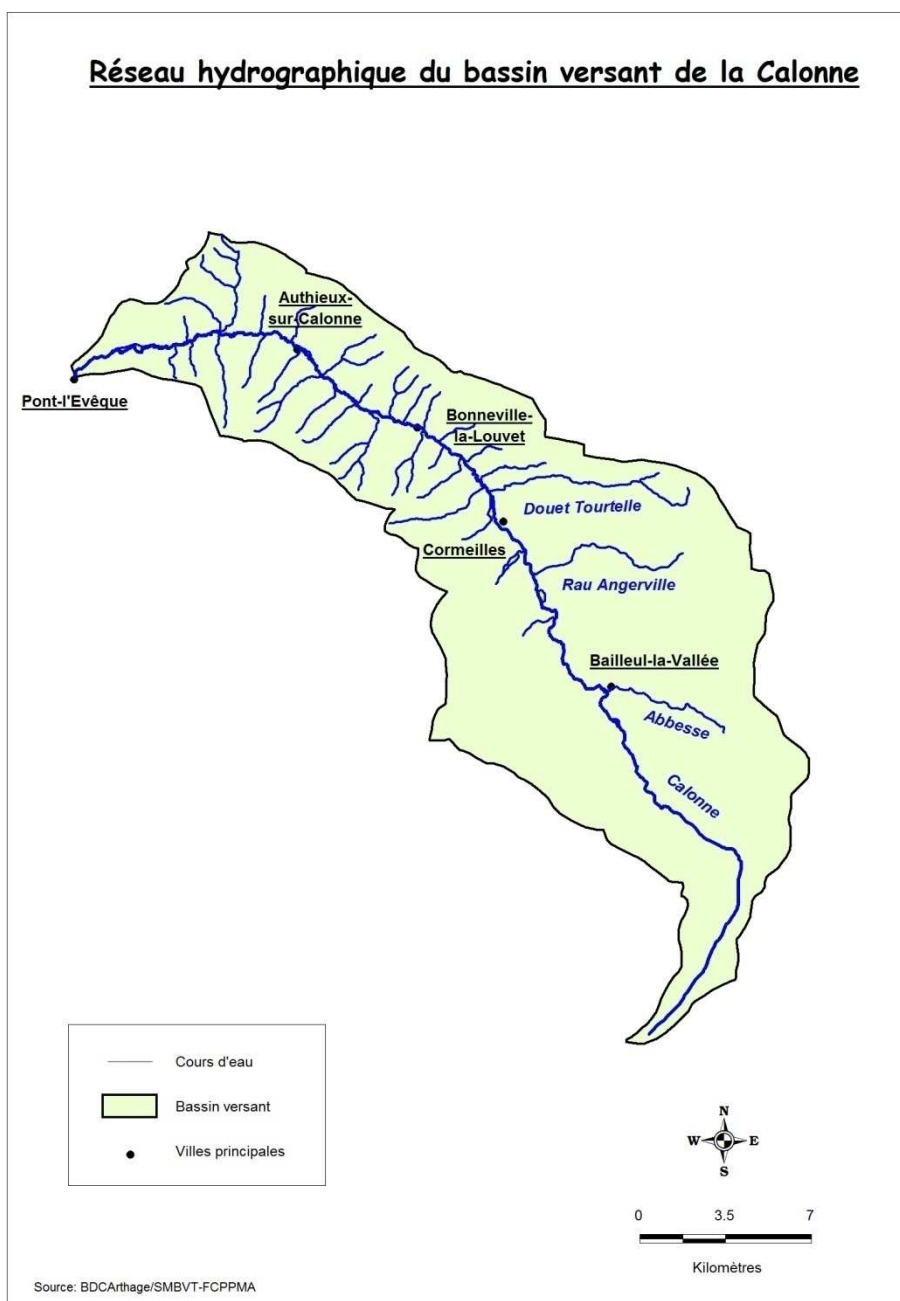 Réseau hydrographique du bassin versant de la Calonne
Authieux-
sur-Calonne
Pont-l'Evêque
Bonneville-
la-Louvet
Douet Tourtelle
Cormeilles
Rau Angerville
Bailleul-la-Vallée
Abbesse
Calonne
Cours d'eau
Bassin versant
Villes principales
N
W E
S
0 3.5 7
Kilomètres
Source: BDCArthage/SMBVT-FCPPMA